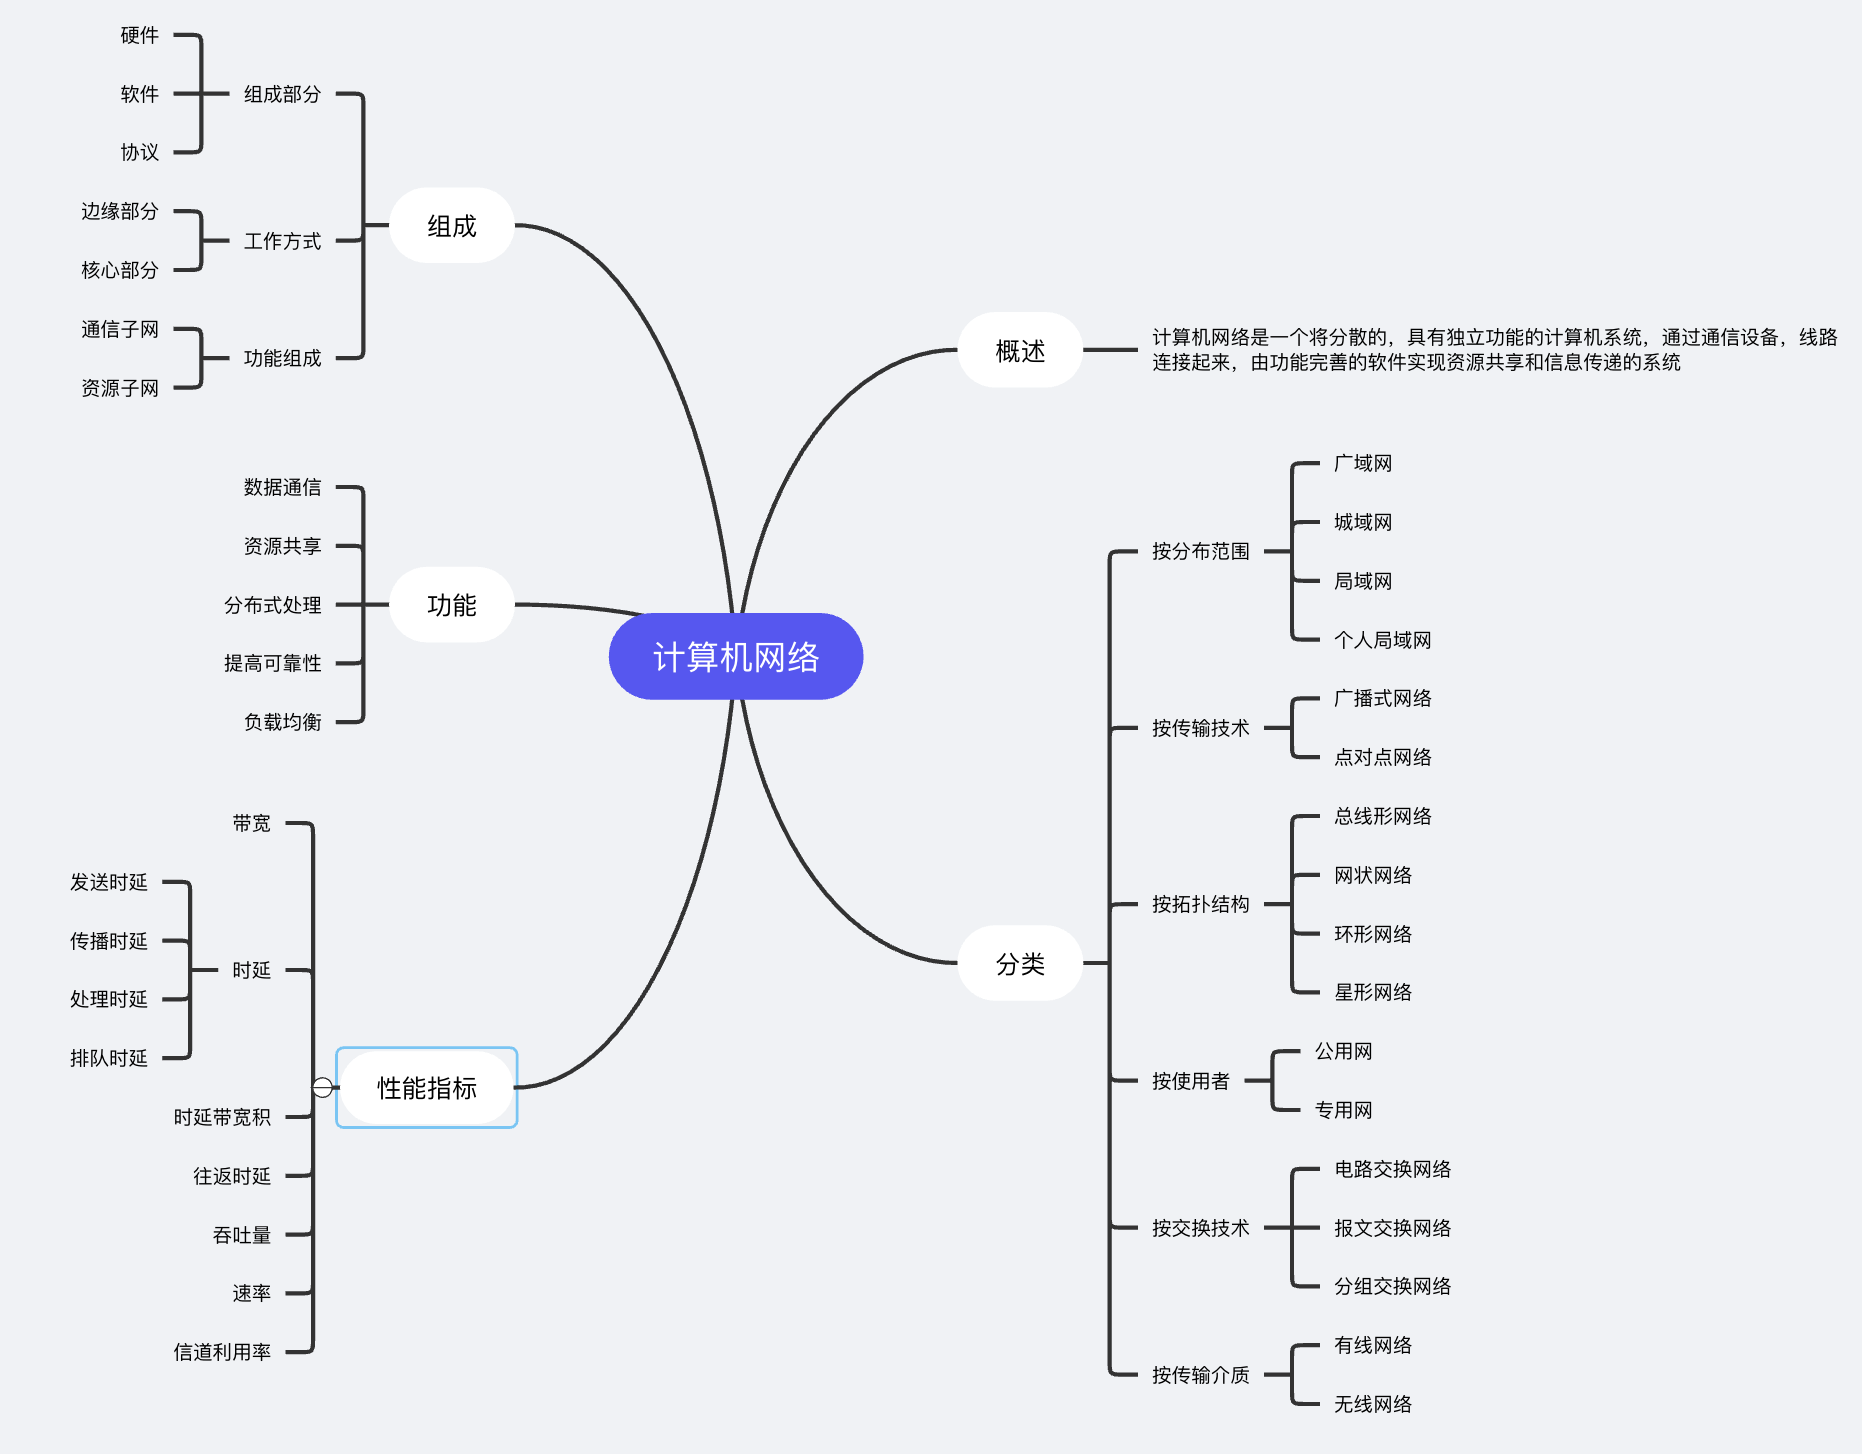 计算机网络
概述
计算机网络是一个将分散的，具有独立功能的计算机系统，通过通信设备，线路
连接起来，由功能完善的软件实现资源共享和信息传递的系统
分类
按分布范围
广域网
城域网
局域网
个人局域网
按传输技术
广播式网络
点对点网络
按拓扑结构
总线形网络
网状网络
环形网络
星形网络
按使用者
公用网
专用网
按交换技术
电路交换网络
报文交换网络
分组交换网络
按传输介质
有线网络
无线网络
组成
组成部分
硬件
软件
协议
工作方式
边缘部分
核心部分
功能组成
通信子网
资源子网
功能
数据通信
资源共享
分布式处理
提高可靠性
负载均衡
性能指标
带宽
时延
发送时延
传播时延
处理时延
排队时延
时延带宽积
往返时延
吞吐量
速率
信道利用率